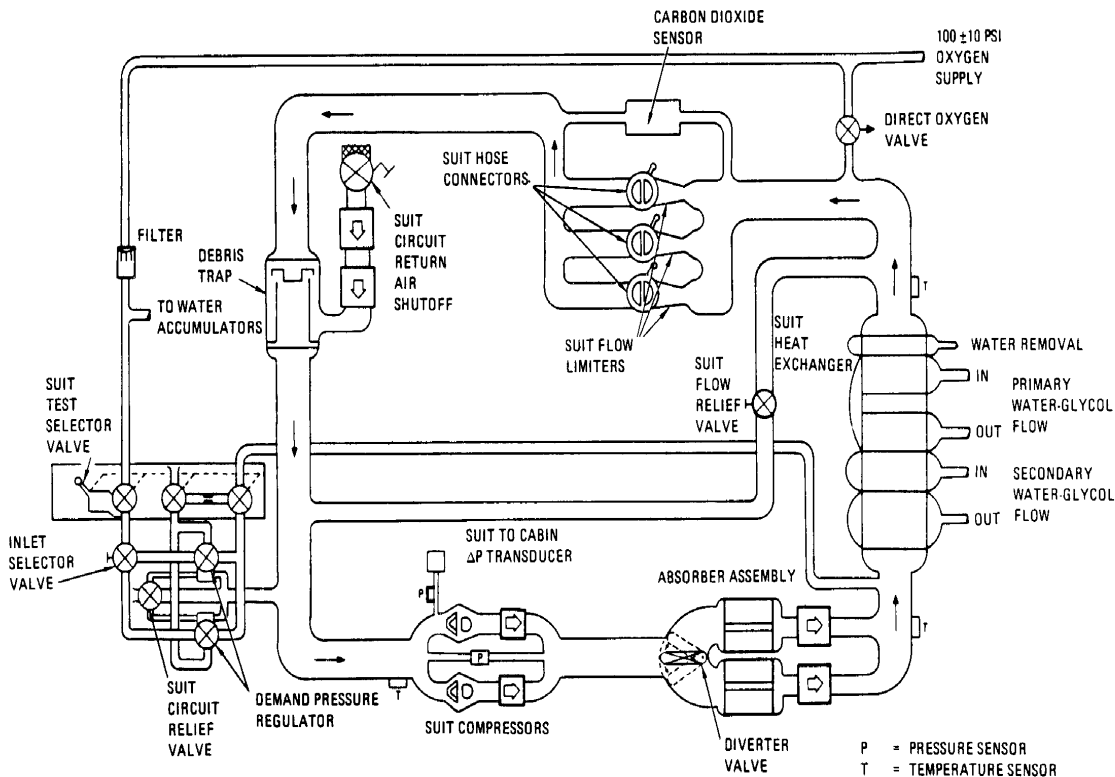 CARBON DIOXIDE
SENSOR
100 ±10 PSI
OXYGEN
SUPPLY
DIRECT OXYGEN
VALVE
SUIT HOSE
CONNECTORS
SUIT
CIRCUIT
RETURN
AIR
SHUTOFF
FILTER
DEBRIS
TRAP
TO WATER
ACCUMULATORS
T
SUIT FLOW
LIMITERS
SUIT
HEAT
EXCHANGER
WATER REMOVAL
IN
PRIMARY
WATER-GLYCOL
FLOW
OUT
SUIT
FLOW
RELIEF
VALVE
SUIT
TEST
SELECTOR
VALVE
IN
SECONDARY
WATER-GLYCOL
FLOW
OUT
INLET
SELECTOR
VALVE
SUIT TO CABIN
ΔP TRANSDUCER
ABSORBER ASSEMBLY
P
P
T
T
SUIT
CIRCUIT
RELIEF
VALVE
DEMAND PRESSURE
REGULATOR
SUIT COMPRESSORS
DIVERTER
VALVE
P = PRESSURE SENSOR
T = TEMPERATURE SENSOR